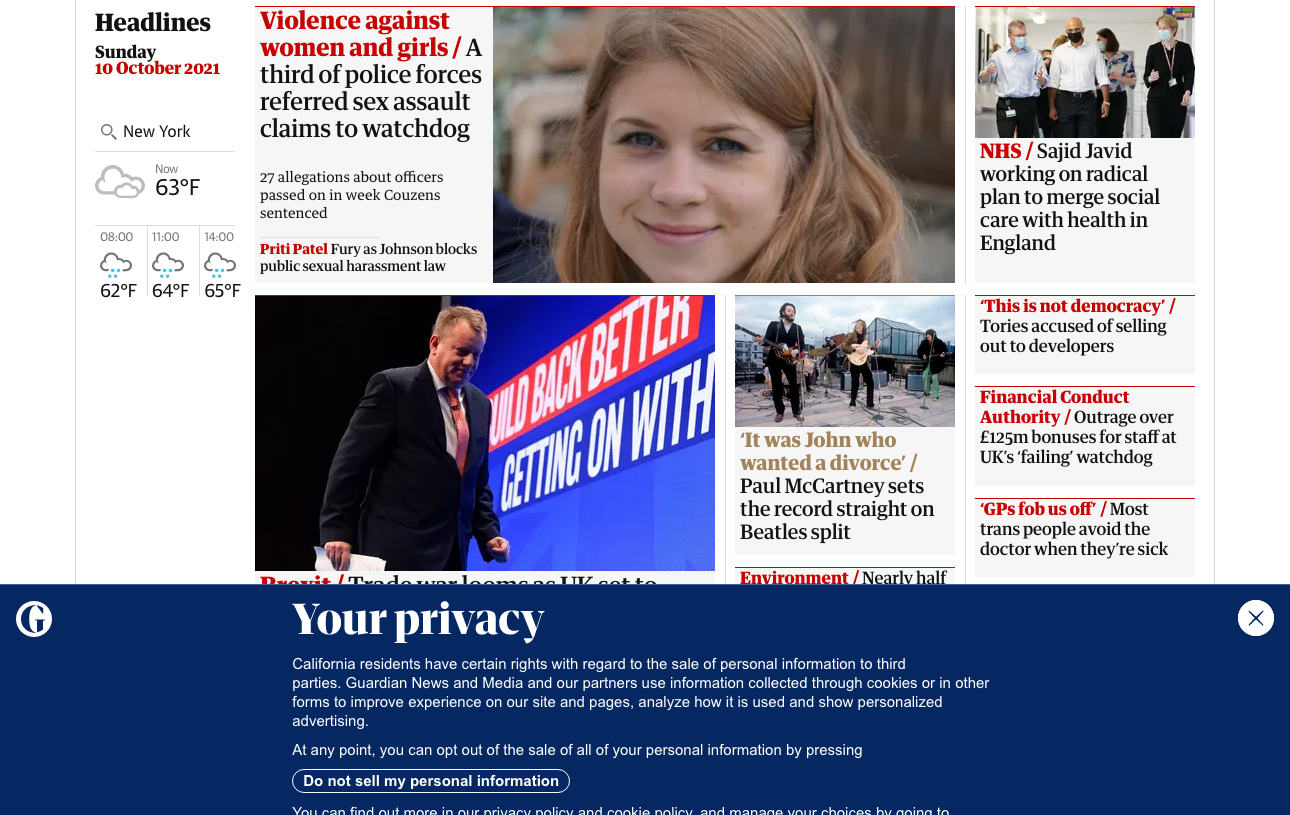 Headlines
Sunday
10 October 2021
New York
Now
63°F
08:00
11:00
14:00
62°F
64°F
65°F
Violence against
women and girls / A
third of police forces
referred sex assault
claims to watchdog
27 allegations about officers
passed on in week Couzens
sentenced
Priti Patel Fury as Johnson blocks
public sexual harassment law
NHS / Sajid Javid
working on radical
plan to merge social
care with health in
England
UILD BACK BETTER
GETTING ON WITH
Brexit / Trade war looms as UK set to
‘It was John who
wanted a divorce’ /
Paul McCartney sets
the record straight on
Beatles split
Environment / Nearly half
‘This is not democracy’ /
Tories accused of selling
out to developers
Financial Conduct
Authority / Outrage over
£125m bonuses for staff at
UK’s ‘failing’ watchdog
‘GPs fob us off’ / Most
trans people avoid the
doctor when they’re sick
Your privacy
California residents have certain rights with regard to the sale of personal information to third
parties. Guardian News and Media and our partners use information collected through cookies or in other
forms to improve experience on our site and pages, analyze how it is used and show personalized
advertising.
At any point, you can opt out of the sale of all of your personal information by pressing
Do not sell my personal information
You can find out more in our privacy policy and cookie policy, and manage your choices by going to